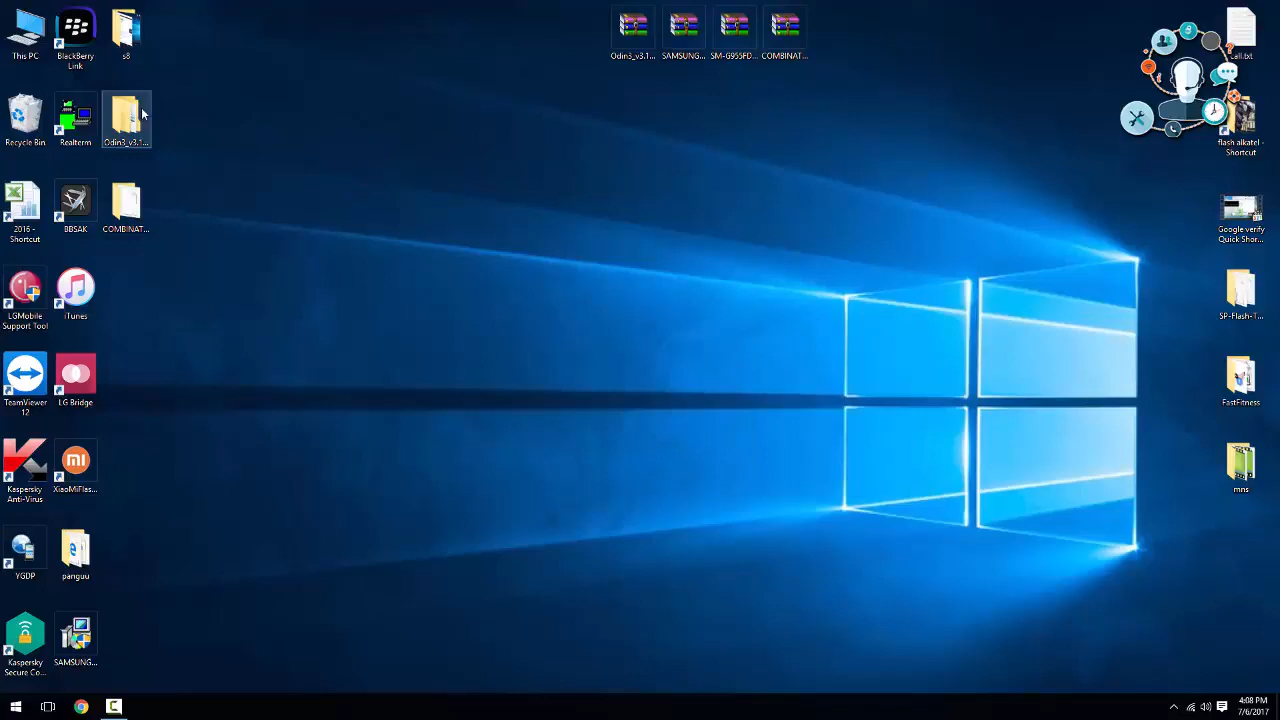 This PC
BlackBerry
Link
s8
Odin3_v3.1...
SAMSUNG...
SM-G955FD...
COMBINAT...
call.txt
Recycle Bin
Realterm
Odin3_v3.1...
flash alkatel -
Shortcut
2016 -
Shortcut
BBSAK
COMBINAT...
Google verify
Quick Shor...
LGMobile
Support Tool
iTunes
SP-Flash-T...
TeamViewer
12
LG Bridge
FastFitness
Kaspersky
Anti-Virus
XiaoMiFlas...
mns
YGDP
panguu
Kaspersky
Secure Co...
SAMSUNG...
4:08 PM
7/6/2017